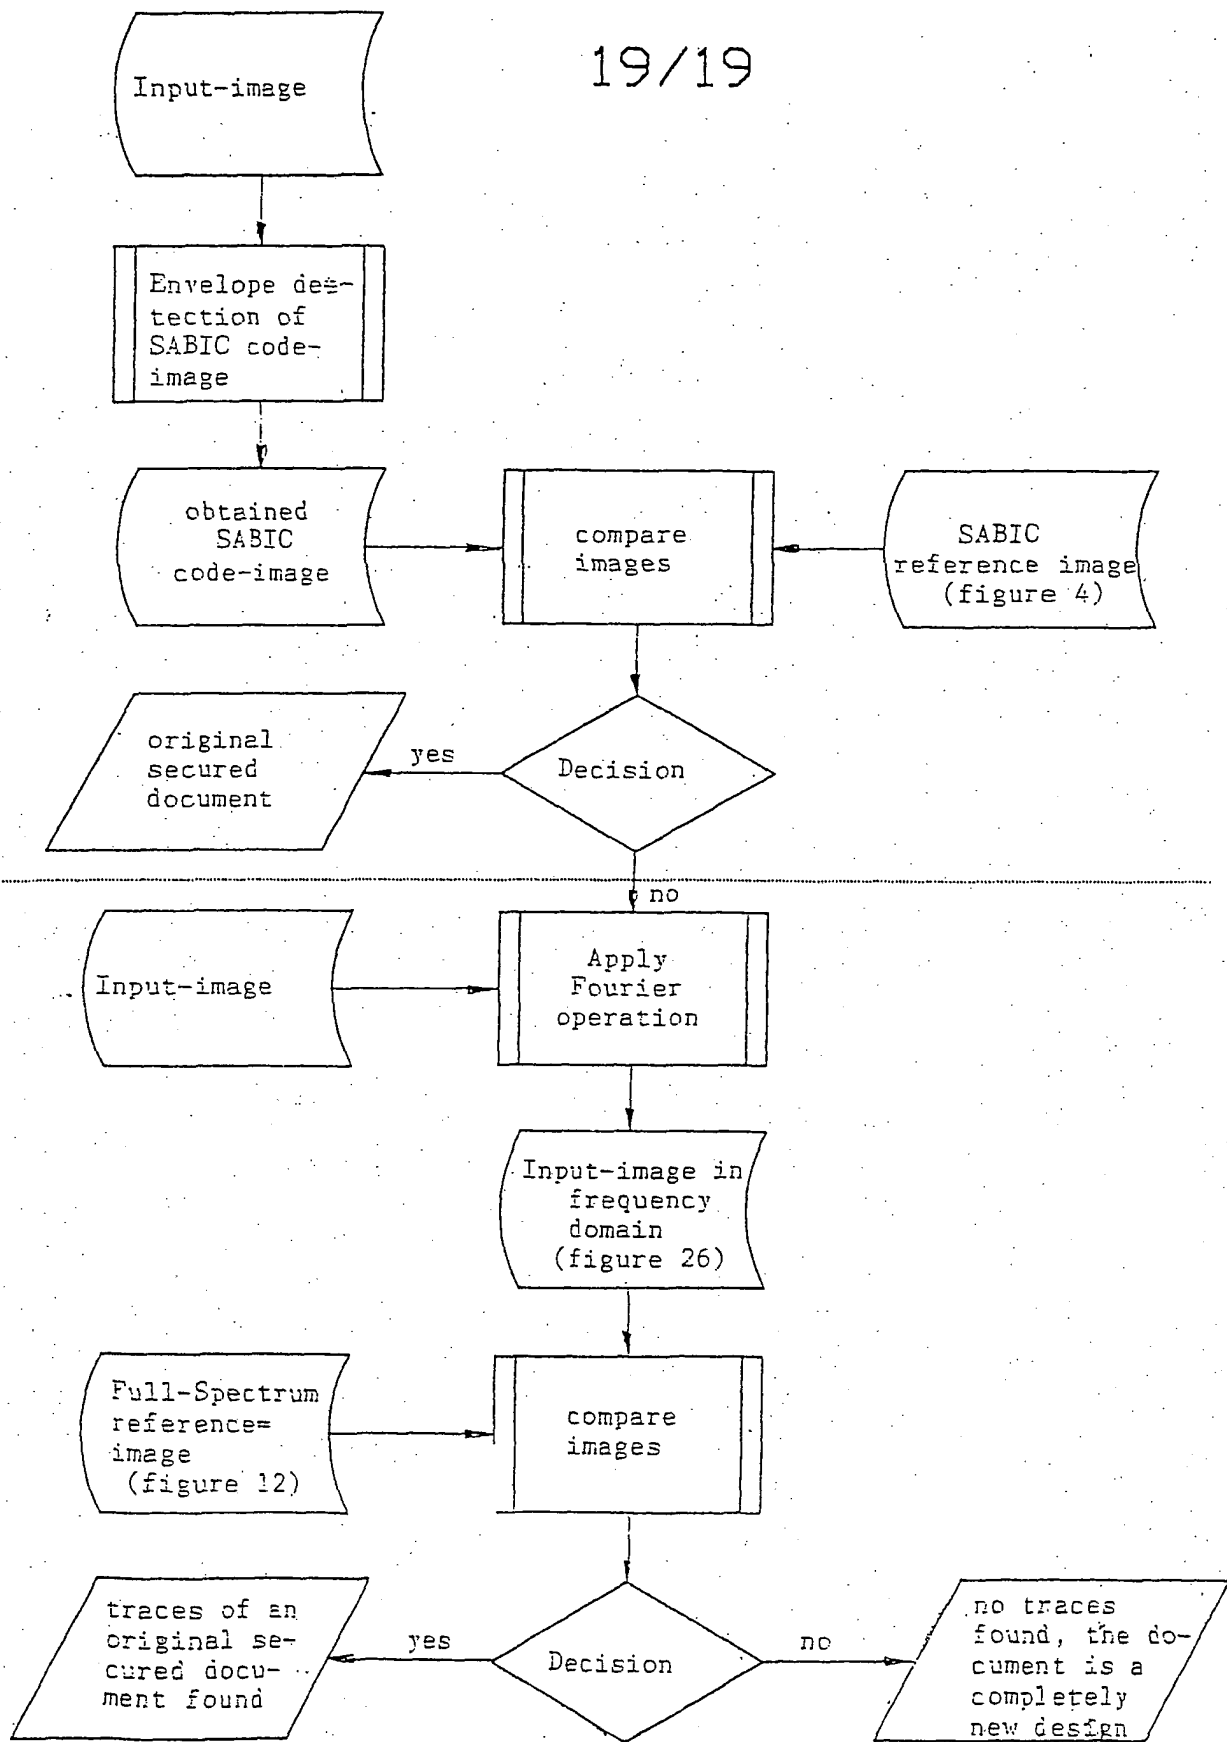 19/19
Input-image
Envelope de-
tection of
SABIC code-
image
obtained
SABIC
code-image
compare
images
SABIC
reference image
(figure 4)
original
secured
document
yes
Decision
no
Input-image
Apply
Fourier
operation
Input-image in
frequency
domain
(figure 26)
Full-Spectrum
reference=
image
(figure 12)
compare
images
traces of an
original se-
cured docu-
ment found
yes
Decision
no
no traces
found, the do-
cument is a
completely
new design